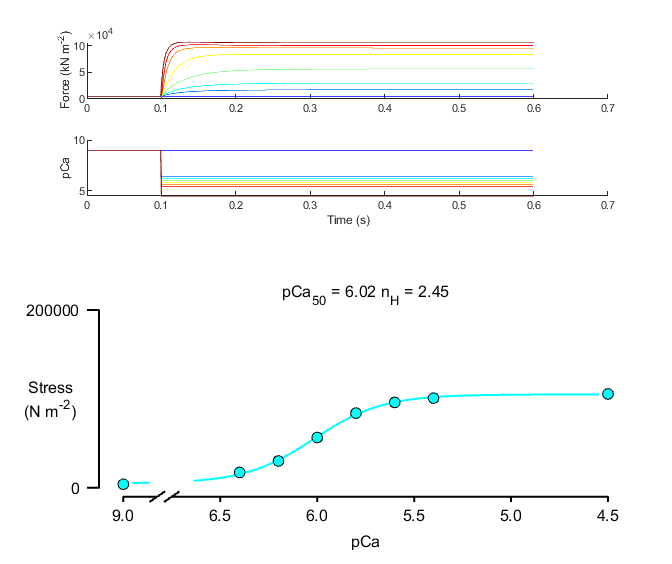 ×10⁴
Force (kN m⁻²)
10
5
0
0 0.1 0.2 0.3 0.4 0.5 0.6 0.7
pCa
10
5
0 0.1 0.2 0.3 0.4 0.5 0.6 0.7
Time (s)
pCa₅₀ = 6.02 n_H = 2.45
200000
Stress
(N m⁻²)
0
9.0 6.5 6.0 5.5 5.0 4.5
pCa